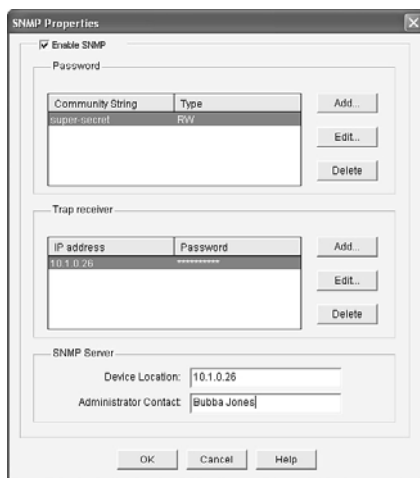 SNMP Properties
Enable SNMP
Password
Community String Type
super-secret RW
Add...
Edit...
Delete
Trap receiver
IP address Password
10.1.0.26 **********
Add...
Edit...
Delete
SNMP Server
Device Location: 10.1.0.26
Administrator Contact: Bubba Jones
OK Cancel Help